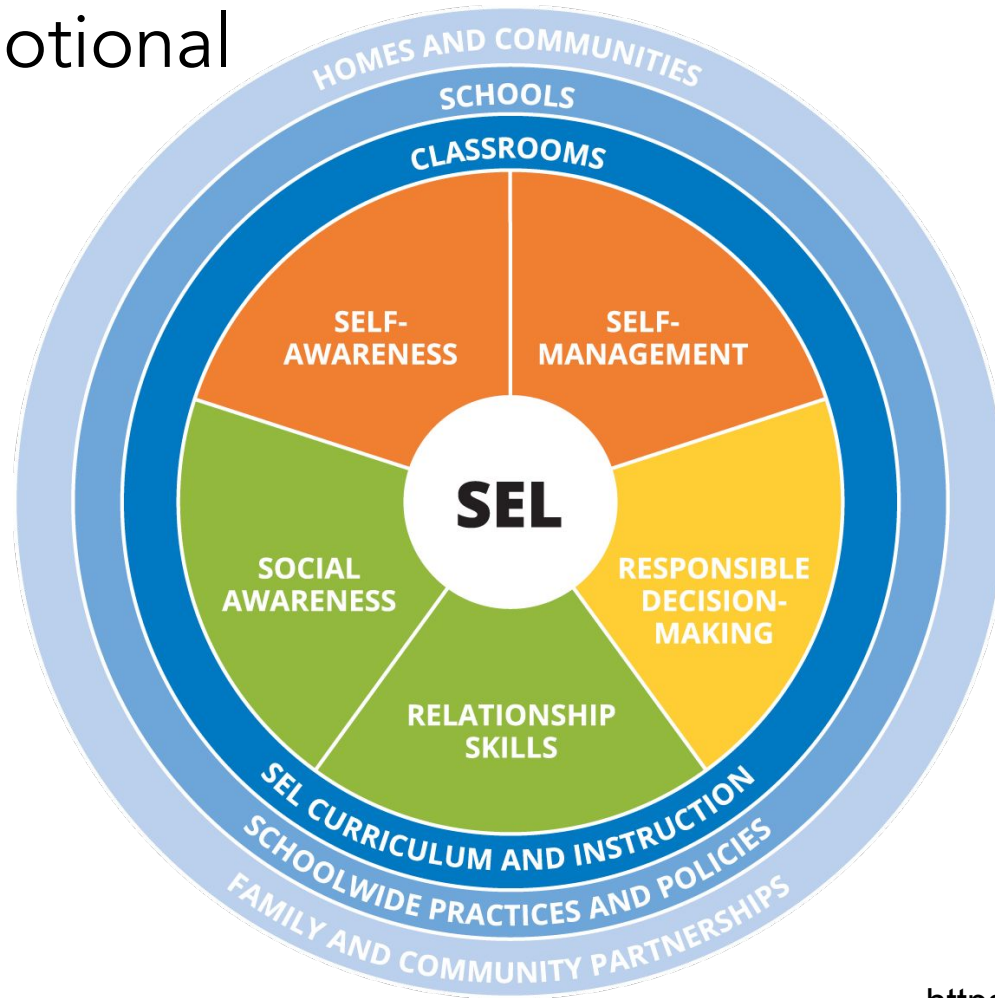 otional
HOMES AND COMMUNITIES
SCHOOLS
CLASSROOMS
SELF-
AWARENESS
SELF-
MANAGEMENT
SEL
SOCIAL
AWARENESS
RESPONSIBLE
DECISION-
MAKING
RELATIONSHIP
SKILLS
SEL CURRICULUM AND INSTRUCTION
SCHOOLWIDE PRACTICES AND POLICIES
FAMILY AND COMMUNITY PARTNERSHIPS